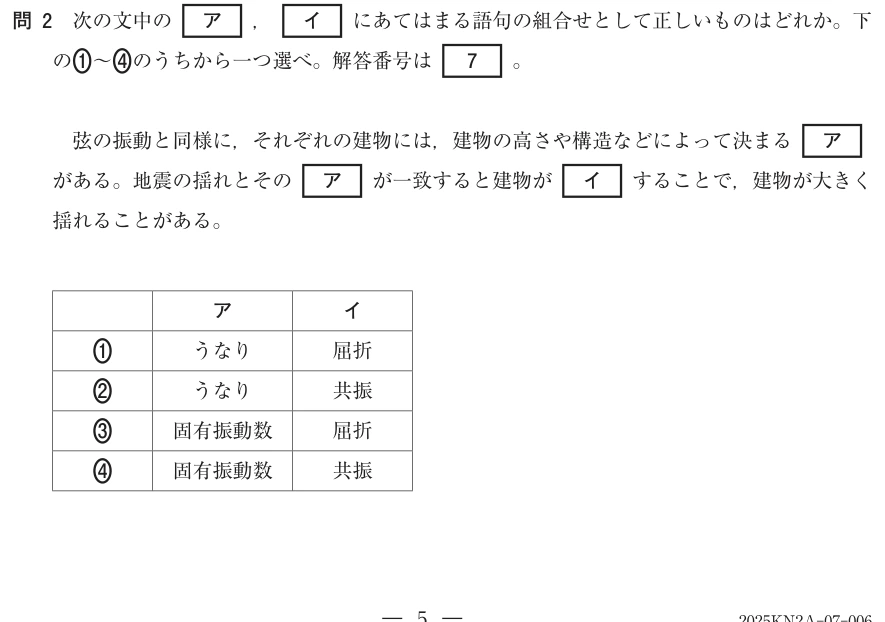 問2 次の文中の ア ， イ にあてはまる語句の組合せとして正しいものはどれか。下
の①～④のうちから一つ選べ。解答番号は 7 。
弦の振動と同様に，それぞれの建物には，建物の高さや構造などによって決まる ア
がある。地震の揺れとその ア が一致すると建物が イ することで，建物が大きく
揺れることがある。
ア イ
① うなり 屈折
② うなり 共振
③ 固有振動数 屈折
④ 固有振動数 共振
― 5 ―
2025KN2A-07-006